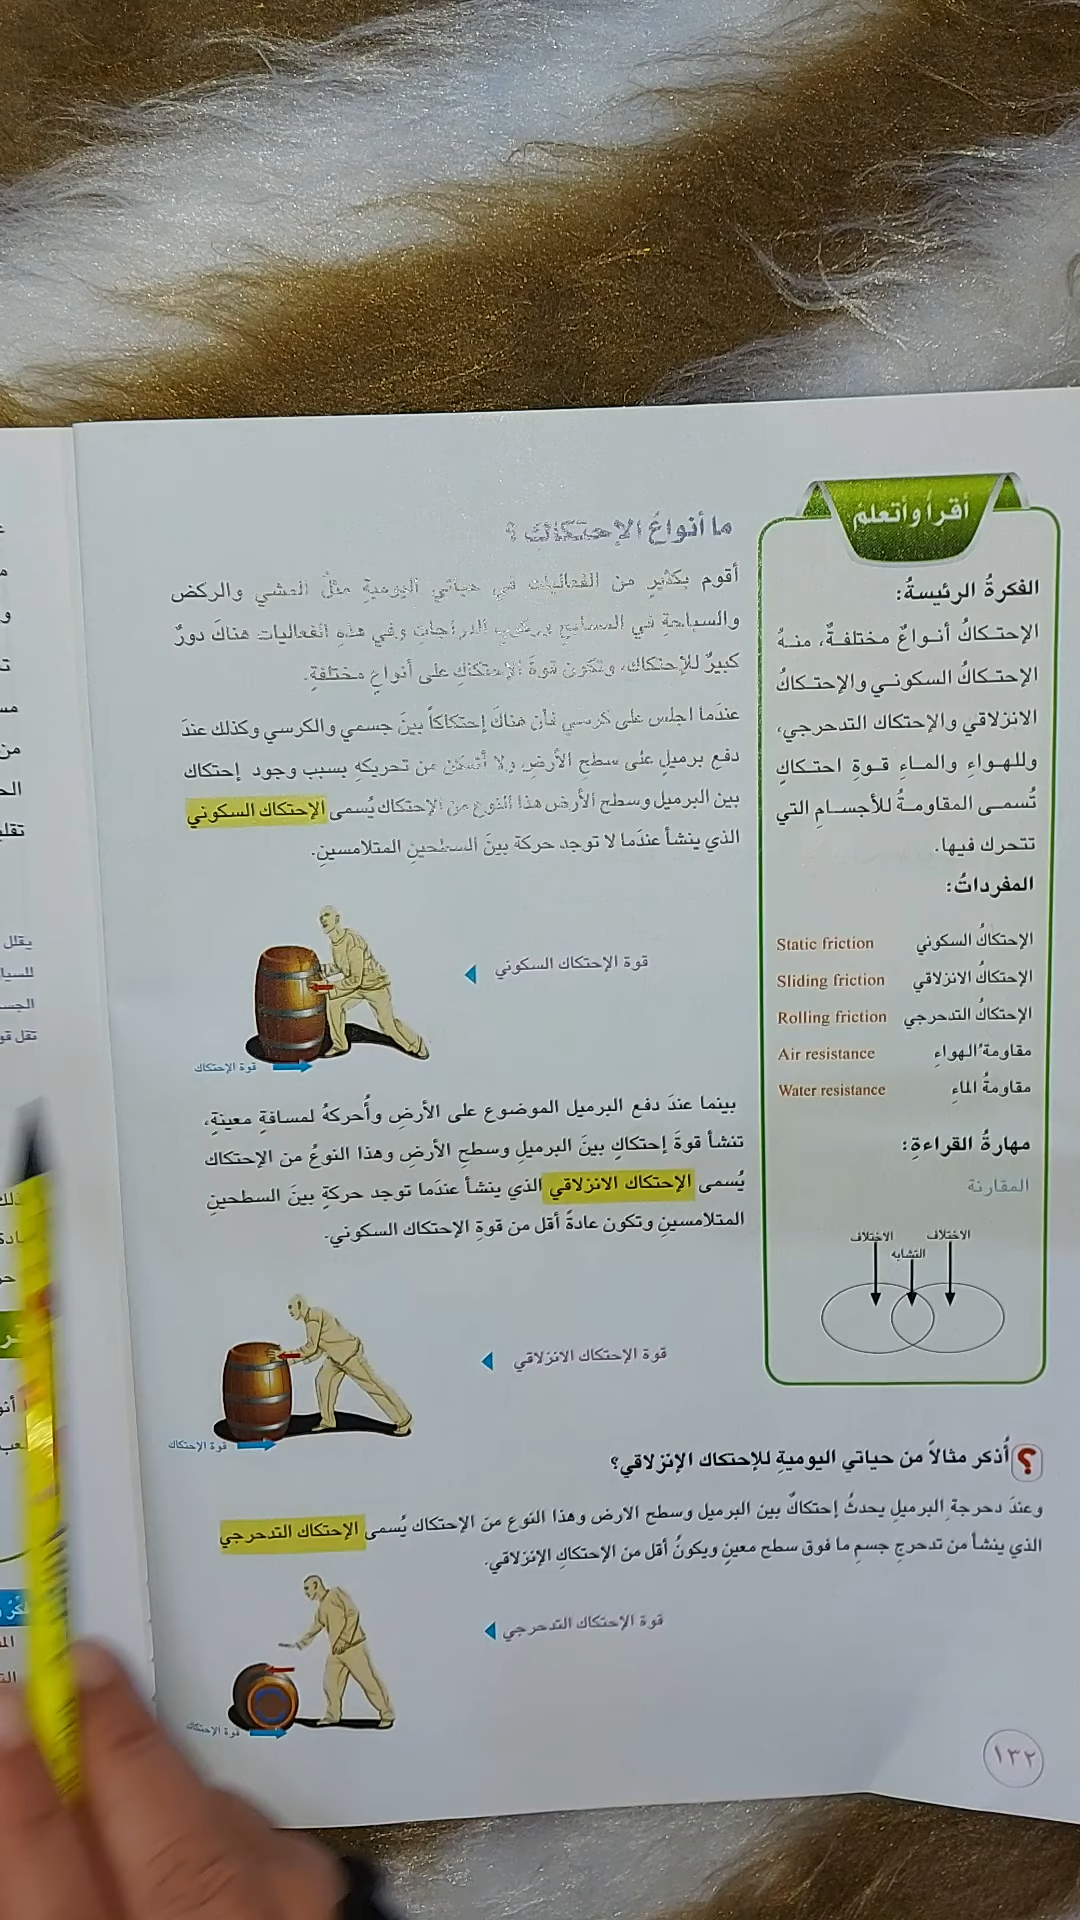 أقرأ وأتعلم
الفكرةُ الرئيسةُ:
الإحتكاكُ أنواعٌ مختلفةٌ، منهُ
الإحتكاكُ السكوني والإحتكاكُ
الانزلاقي والإحتكاك التدحرجي،
وللهواءِ والماءِ قوة احتكاكٍ
تُسمى المقاومةُ للأجسامِ التي
تتحرك فيها.
المفرداتُ:
الإحتكاكُ السكوني Static friction
الإحتكاكُ الانزلاقي Sliding friction
الإحتكاكُ التدحرجي Rolling friction
مقاومةُ الهواءِ Air resistance
مقاومةُ الماءِ Water resistance
مهارةُ القراءةِ:
المقارنة
الاختلاف الاختلاف
التشابه
ما أنواعُ الإحتكاك؟
أقوم بكثيرٍ من الفعاليات في حياتي اليومية مثلُ المشي والركض
والسباحةِ في المسابح وركوب الدراجات وفي هذهِ الفعاليات هناكَ دورٌ
كبيرٌ للإحتكاك، وتكون قوةَ الإحتكاكِ على أنواعٍ مختلفةٍ.
عندَما اجلس على كرسي فأن هناكَ إحتكاكاً بينَ جسمي والكرسي وكذلك عندَ
دفع برميلٍ على سطح الأرضِ ولا أتمكن من تحريكهِ بسبب وجود إحتكاك
بين البرميل وسطح الأرض هذا النوع من الإحتكاك يُسمى الإحتكاك السكوني
الذي ينشأ عندَما لا توجد حركة بينَ السطحينِ المتلامسينِ.
قوة الإحتكاك السكوني
قوة الإحتكاك
بينما عندَ دفع البرميل الموضوع على الأرضِ وأُحركهُ لمسافةٍ معينةٍ،
تنشأ قوةَ إحتكاكٍ بينَ البرميلِ وسطحِ الأرضِ وهذا النوعُ من الإحتكاك
يُسمى الإحتكاك الانزلاقي الذي ينشأ عندَما توجد حركةٍ بينَ السطحينِ
المتلامسينِ وتكون عادةً أقل من قوةِ الإحتكاك السكوني.
قوة الإحتكاك الانزلاقي
قوة الإحتكاك
؟ أُذكر مثالاً من حياتي اليوميةِ للإحتكاك الإنزلاقي؟
وعندَ دحرجةِ البرميلِ يحدثُ إحتكاكٌ بينَ البرميل وسطح الارض وهذا النوع منَ الإحتكاك يُسمى الإحتكاك التدحرجي
الذي ينشأ من تدحرجِ جسمٍ ما فوق سطح معينٍ ويكونُ أقل من الإحتكاكِ الإنزلاقي.
قوة الإحتكاك التدحرجي
قوة الإحتكاك
١٣٢